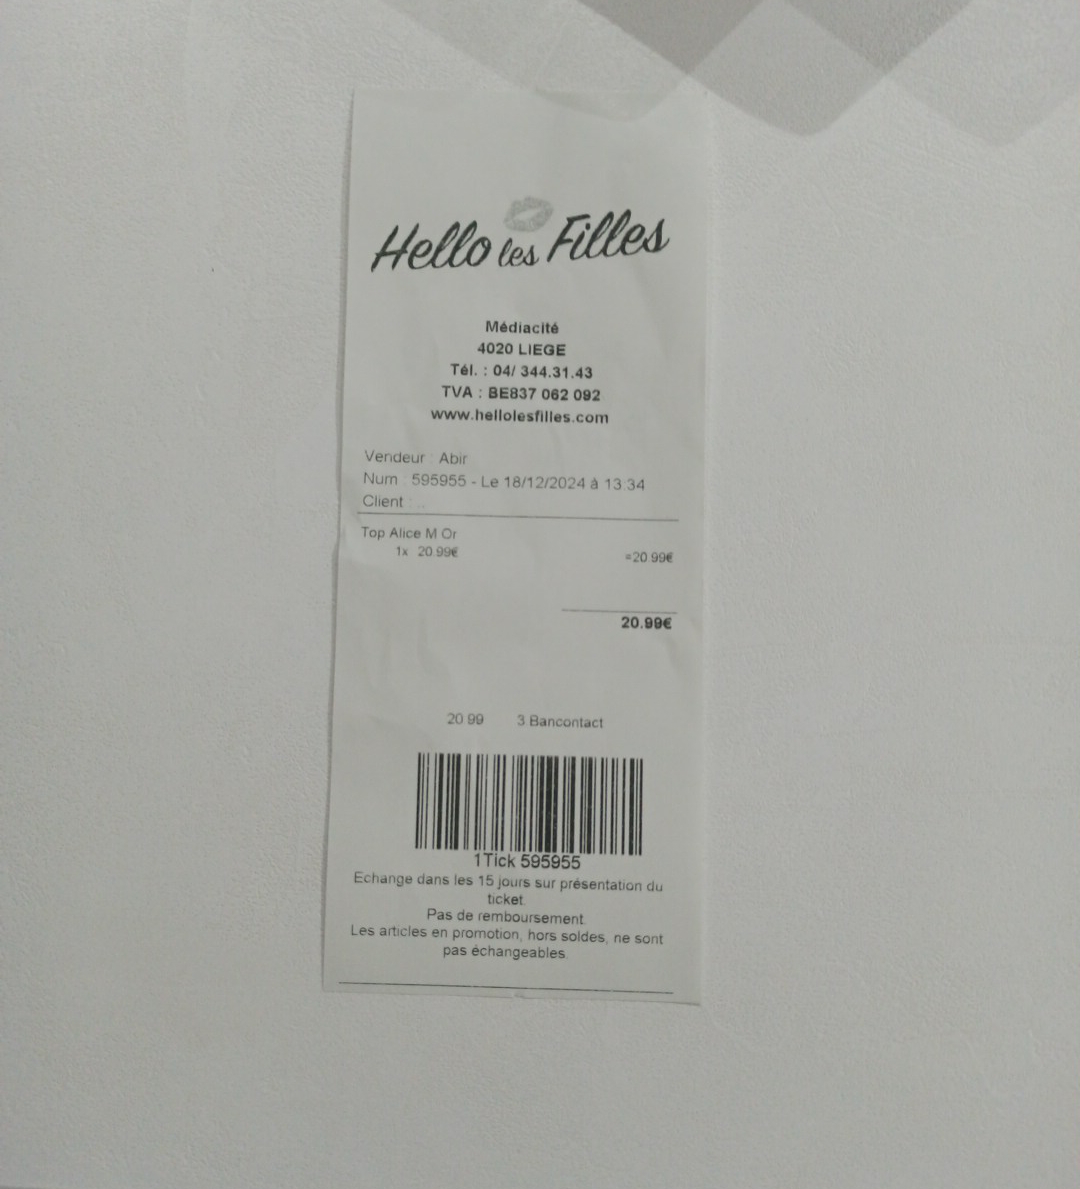 Hello les Filles
Médiacité
4020 LIEGE
Tél. : 04/ 344.31.43
TVA : BE837 062 092
www.hellolesfilles.com
Vendeur : Abir
Num : 595955 - Le 18/12/2024 à 13:34
Client : ..
Top Alice M Or
1x 20.99€ =20.99€
20.99€
20.99 3 Bancontact
1Tick 595955
Echange dans les 15 jours sur présentation du
ticket.
Pas de remboursement.
Les articles en promotion, hors soldes, ne sont
pas échangeables.